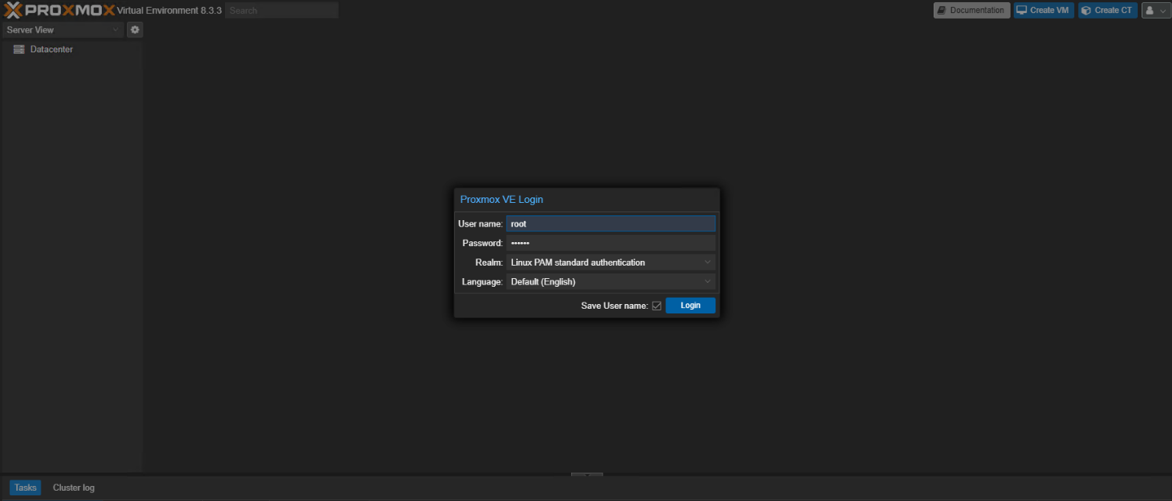 PROXMOX Virtual Environment 8.3.3 Search Documentation Create VM Create CT
Server View
Datacenter
Proxmox VE Login
User name: root
Password: ••••••
Realm: Linux PAM standard authentication
Language: Default (English)
Save User name: Login
Tasks Cluster log